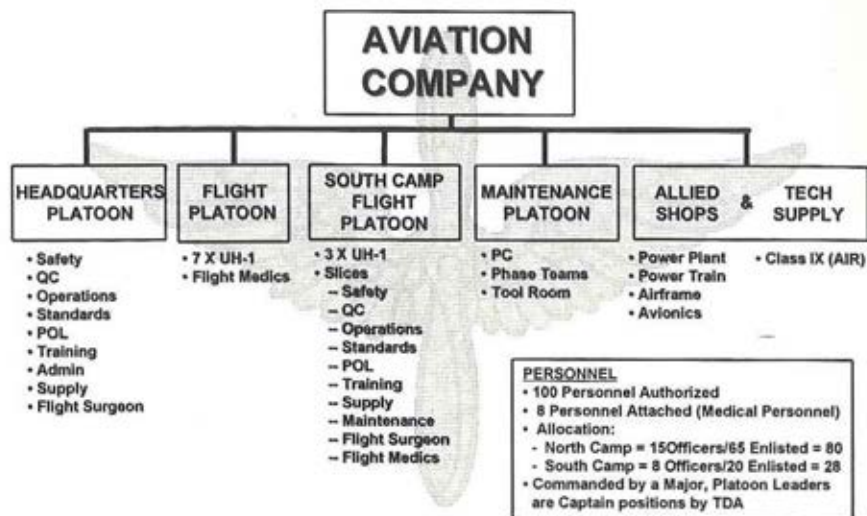 AVIATION
COMPANY
HEADQUARTERS
PLATOON
• Safety
• QC
• Operations
• Standards
• POL
• Training
• Admin
• Supply
• Flight Surgeon
FLIGHT
PLATOON
• 7 X UH-1
• Flight Medics
SOUTH CAMP
FLIGHT
PLATOON
• 3 X UH-1
• Slices
– Safety
– QC
– Operations
– Standards
– POL
– Training
– Supply
– Maintenance
– Flight Surgeon
– Flight Medics
MAINTENANCE
PLATOON
• PC
• Phase Teams
• Tool Room
ALLIED
SHOPS
&
TECH
SUPPLY
• Power Plant
• Power Train
• Airframe
• Avionics
• Class IX (AIR)
PERSONNEL
• 100 Personnel Authorized
• 8 Personnel Attached (Medical Personnel)
• Allocation:
- North Camp = 15Officers/65 Enlisted = 80
- South Camp = 8 Officers/20 Enlisted = 28
• Commanded by a Major, Platoon Leaders
are Captain positions by TDA